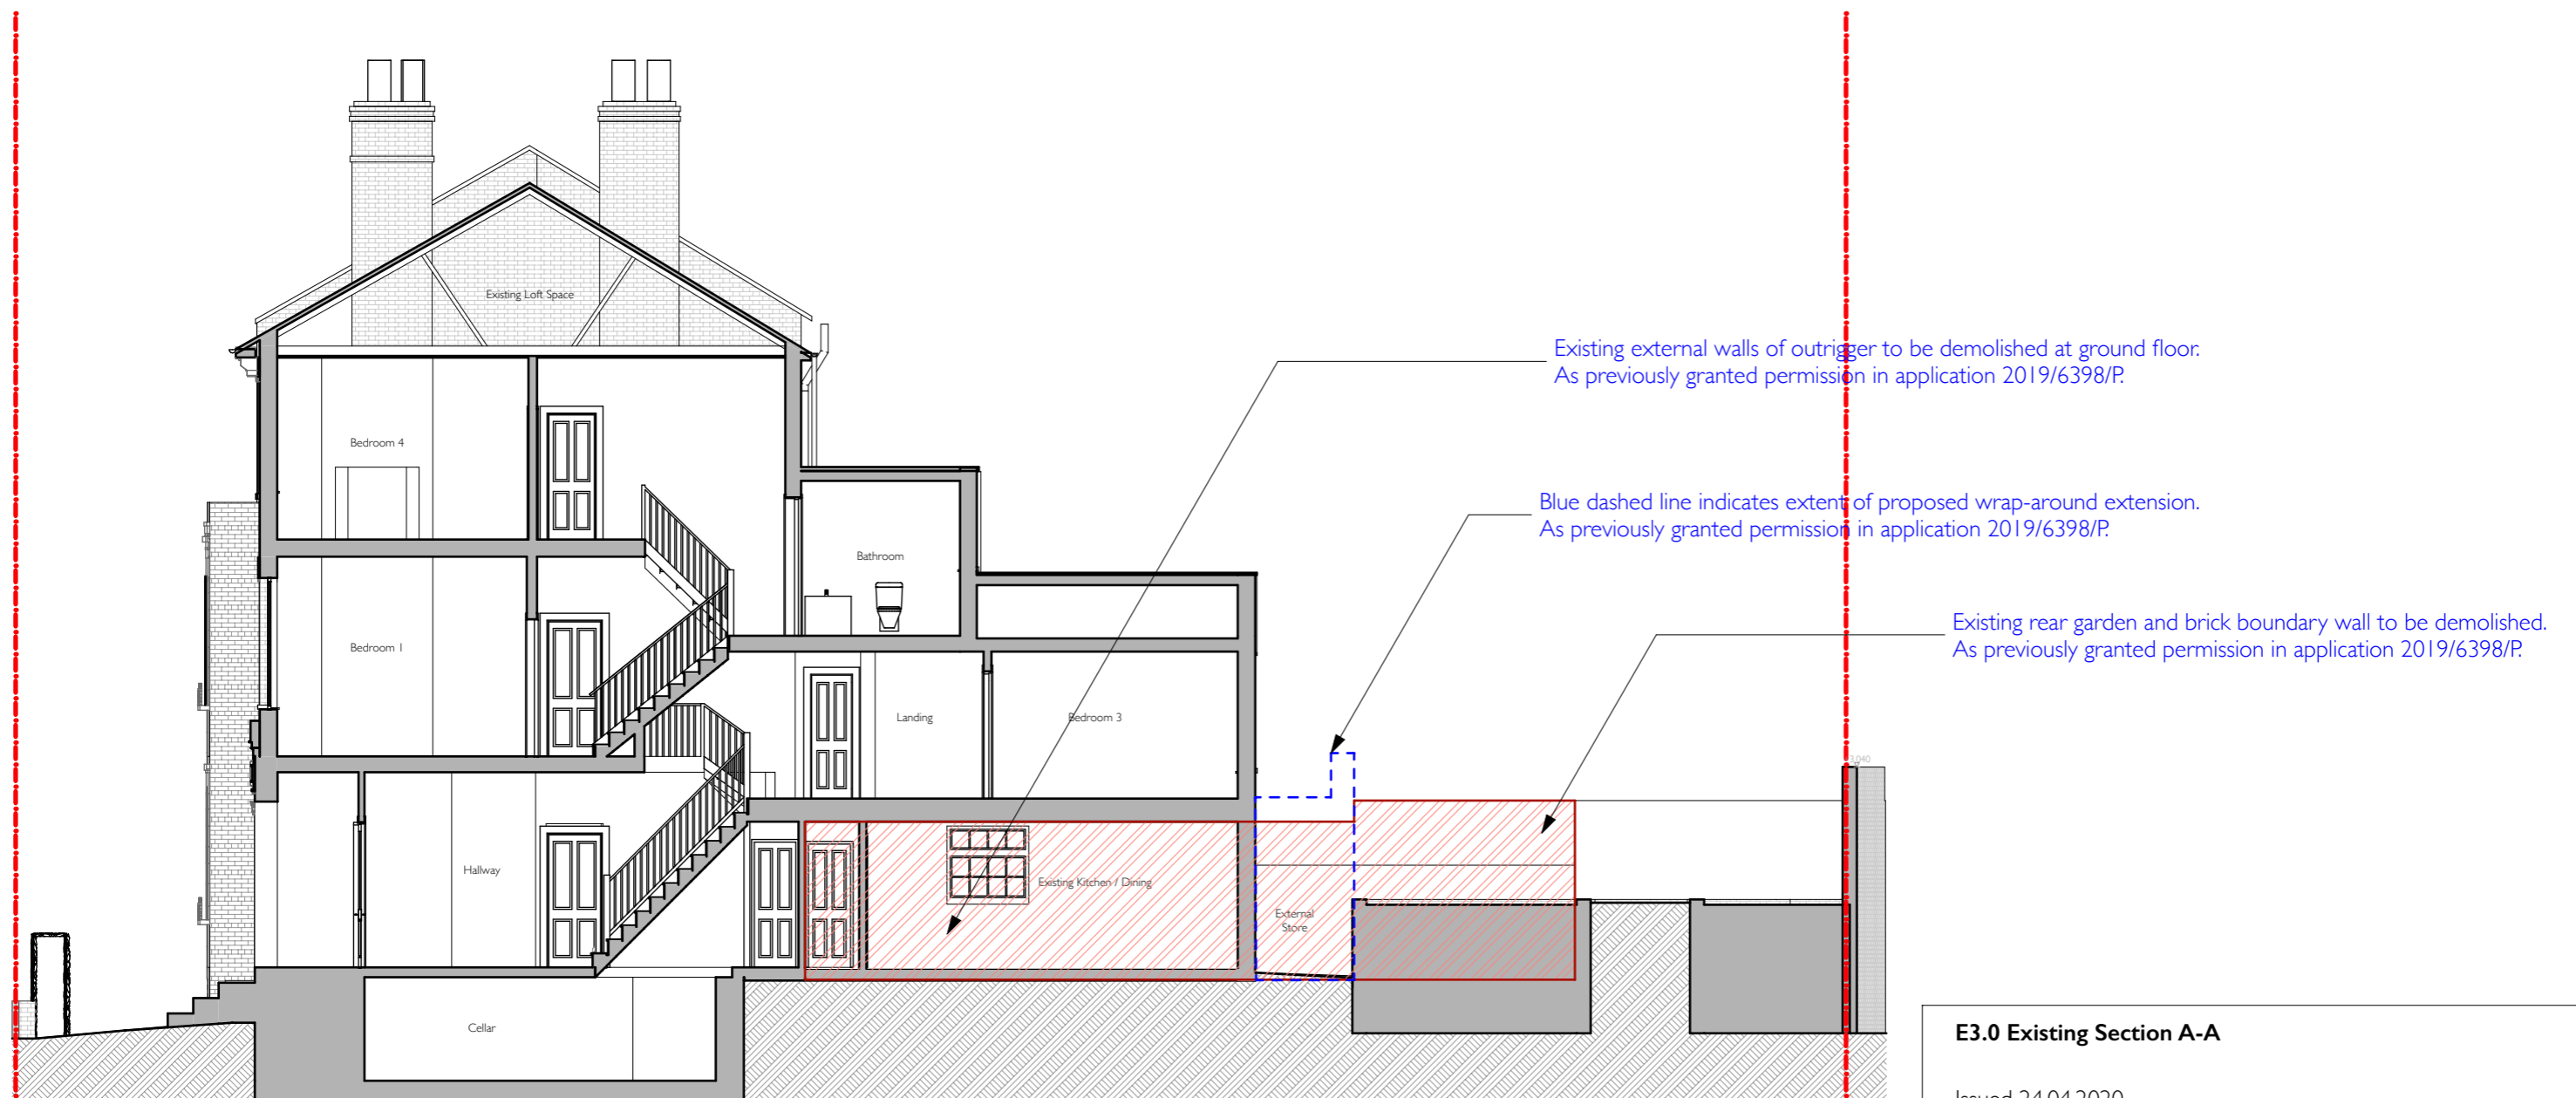 Existing Loft Space
Existing external walls of outrigger to be demolished at ground floor.
As previously granted permission in application 2019/6398/P.
Bedroom 4
Blue dashed line indicates extent of proposed wrap-around extension.
As previously granted permission in application 2019/6398/P.
Bathroom
Existing rear garden and brick boundary wall to be demolished.
As previously granted permission in application 2019/6398/P.
Bedroom 1
Landing
Bedroom 3
Hallway
Existing Kitchen / Dining
External
Store
Cellar
E3.0 Existing Section A-A
Issued 24.04.2020